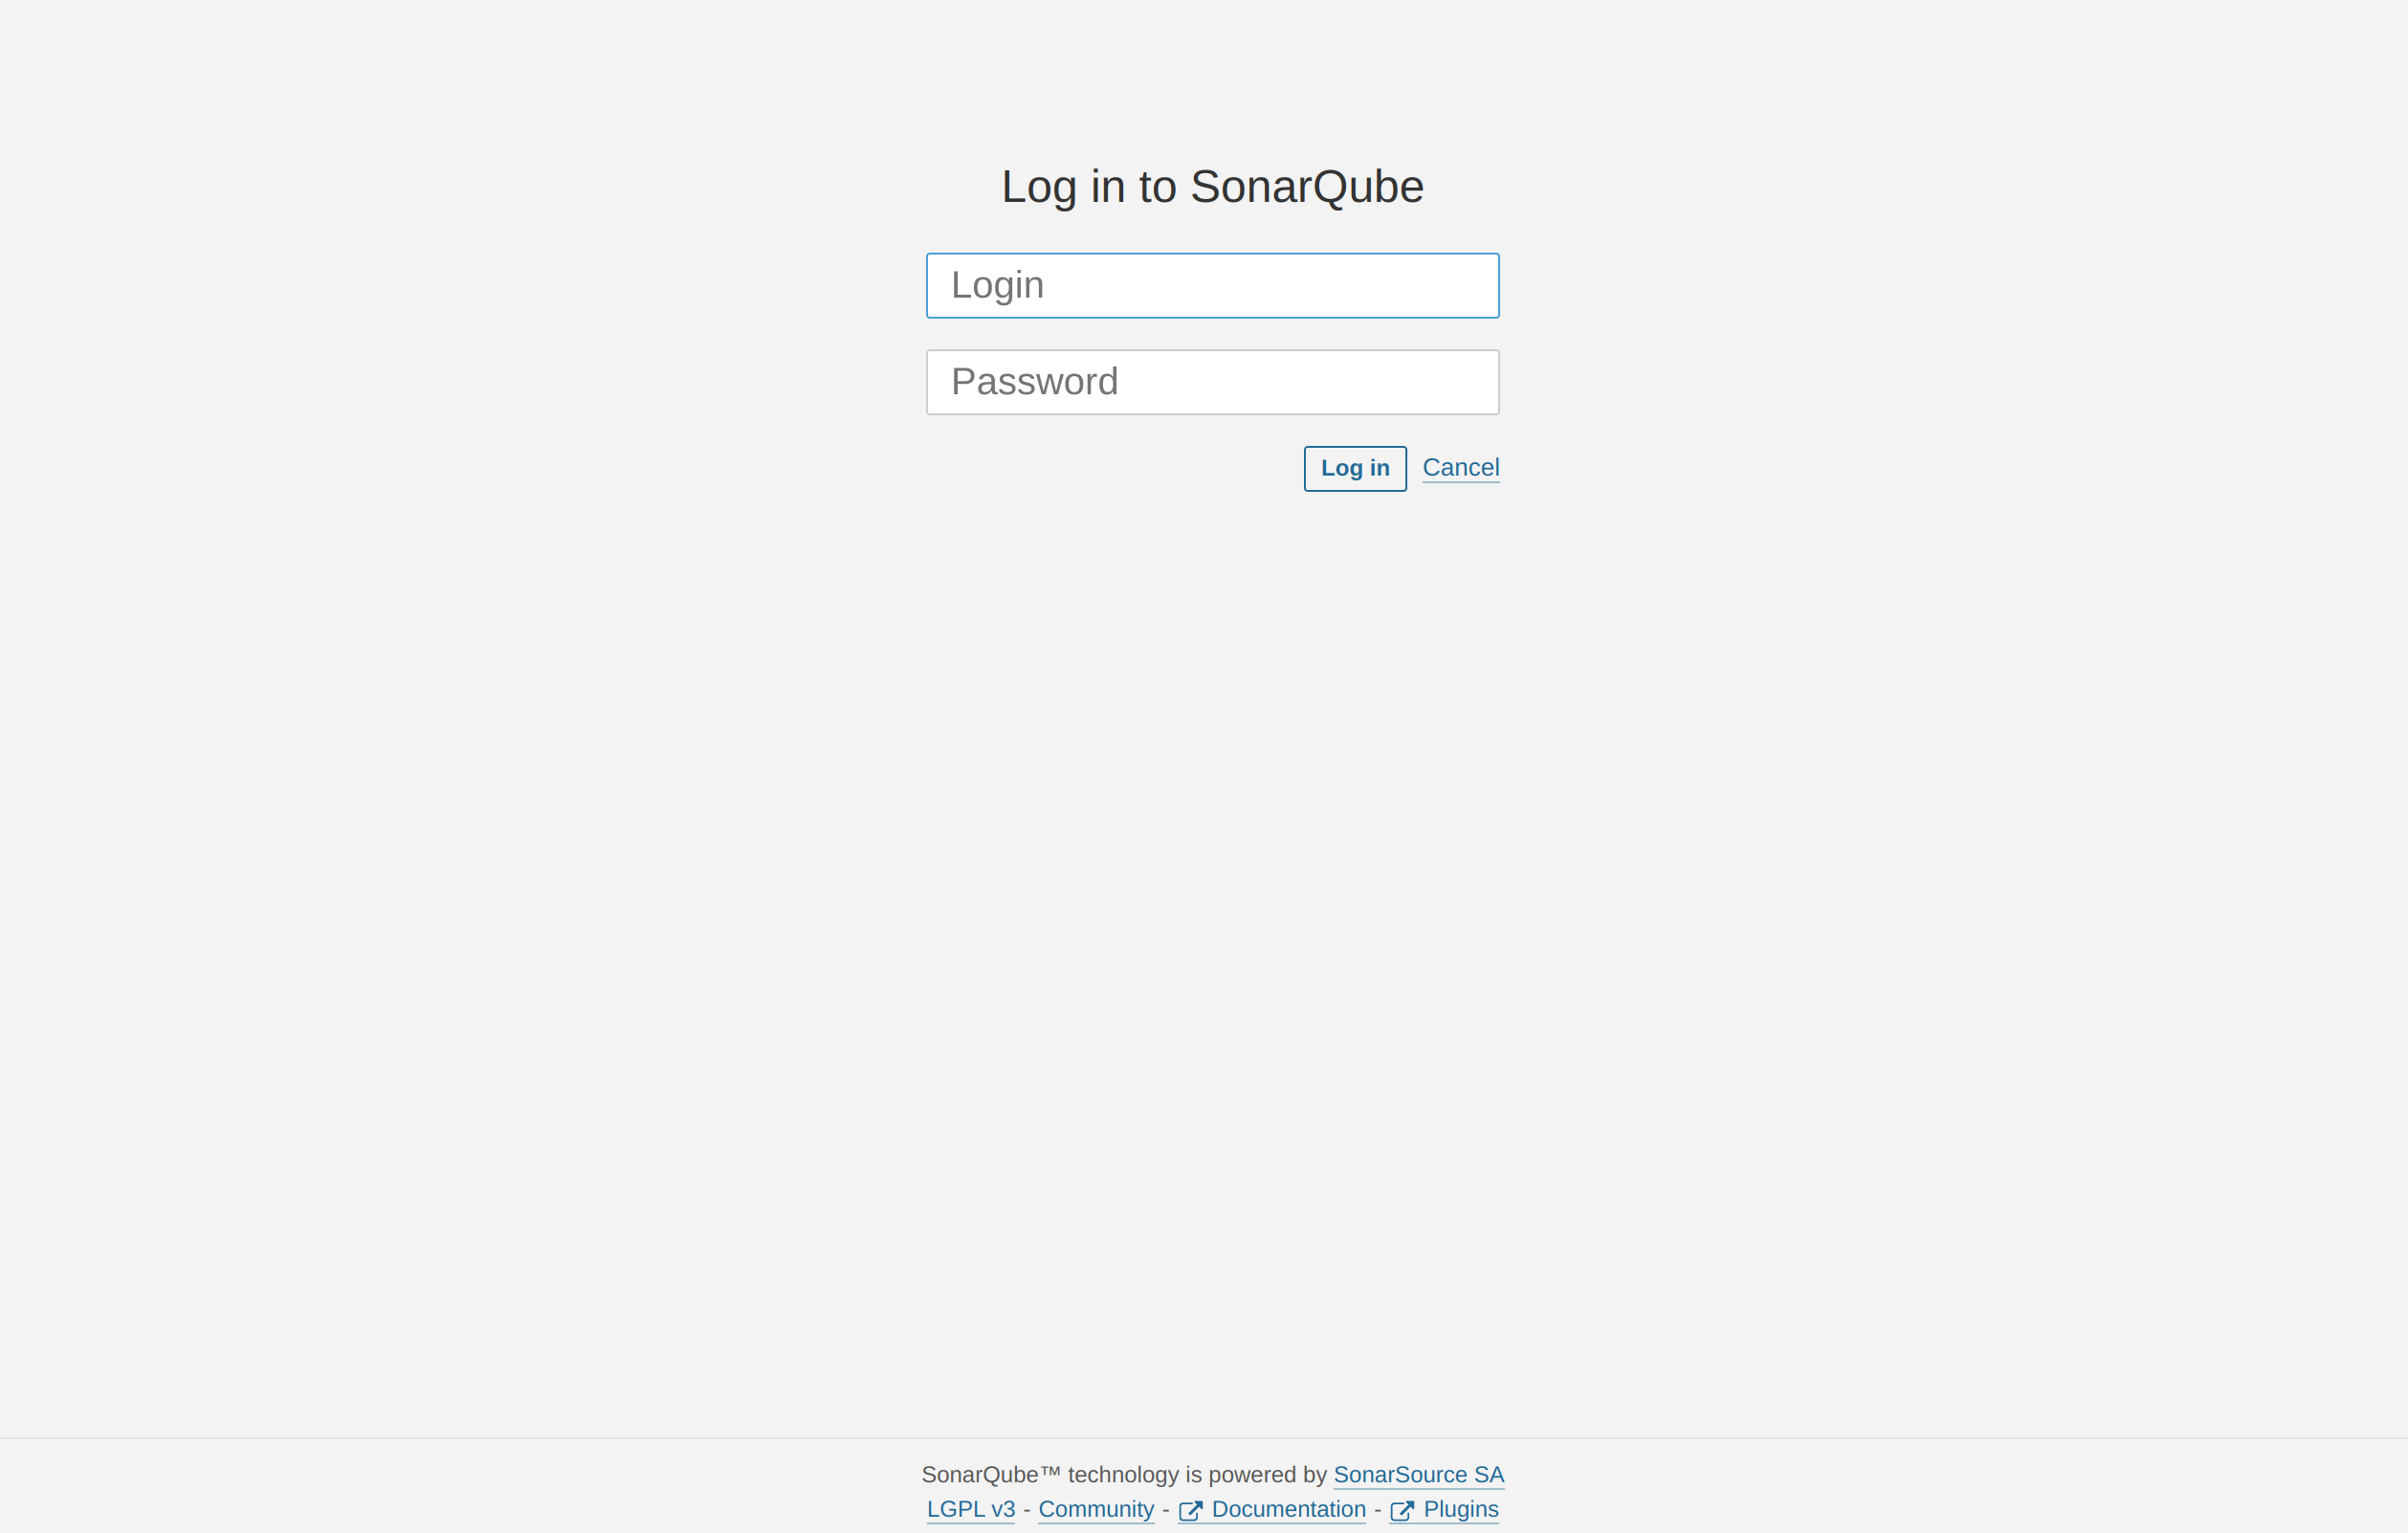 Log in to SonarQube
Login
Password
Log in Cancel
SonarQube™ technology is powered by SonarSource SA
LGPL v3 - Community - Documentation - Plugins